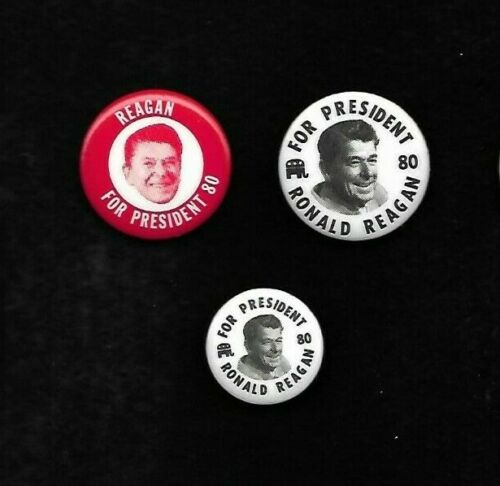 REAGAN
FOR PRESIDENT 80
FOR PRESIDENT
80
RONALD REAGAN
FOR PRESIDENT
80
RONALD REAGAN